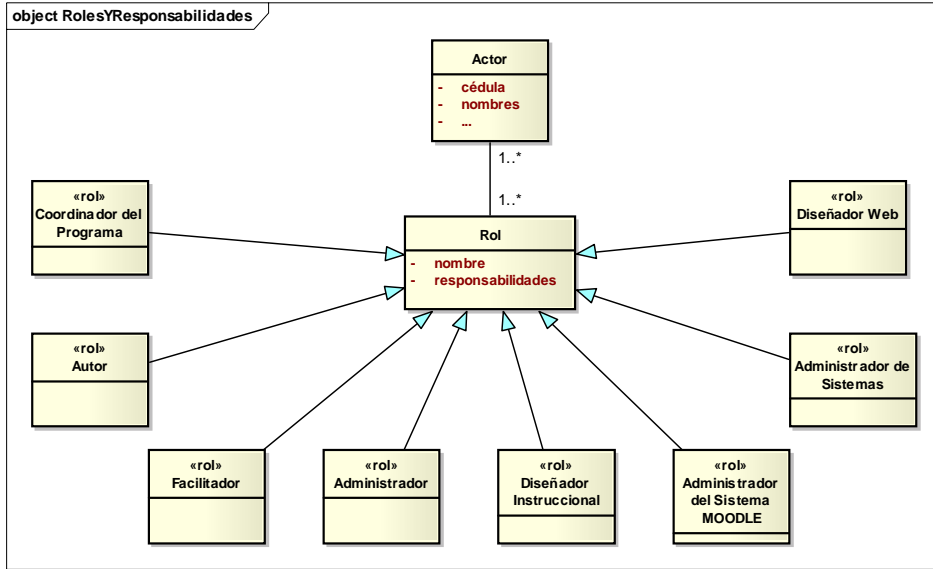 object RolesYResponsabilidades
Actor
- cédula
- nombres
- ...
1..*
1..*
Rol
- nombre
- responsabilidades
«rol»
Coordinador del
Programa
«rol»
Diseñador Web
«rol»
Autor
«rol»
Administrador de
Sistemas
«rol»
Facilitador
«rol»
Administrador
«rol»
Diseñador
Instruccional
«rol»
Administrador
del Sistema
MOODLE